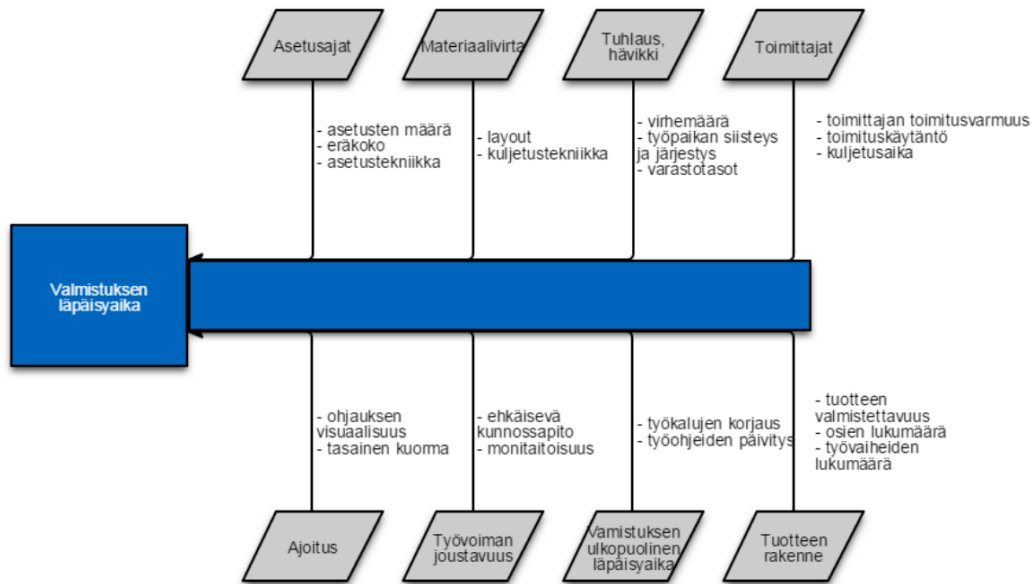 Asetusajat
Materiaalivirta
Tuhlaus,
hävikki
Toimittajat
- asetusten määrä
- eräkoko
- asetustekniikka
- layout
- kuljetustekniikka
- virhemäärä
- työpaikan siisteys
ja järjestys
- varastotasot
- toimittajan toimitusvarmuus
- toimituskäytäntö
- kuljetusaika
Valmistuksen
läpäisyaika
- ohjauksen
visuaalisuus
- tasainen kuorma
- ehkäisevä
kunnossapito
- monitaitoisuus
- työkalujen korjaus
- työohjeiden päivitys
- tuotteen
valmistettavuus
- osien lukumäärä
- työvaiheiden
lukumäärä
Ajoitus
Työvoiman
joustavuus
Vamistuksen
ulkopuolinen
läpäisyaika
Tuotteen
rakenne